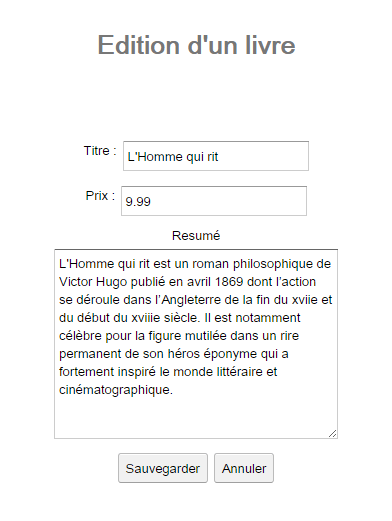 Edition d'un livre
Titre : L'Homme qui rit
Prix : 9.99
Resumé
L'Homme qui rit est un roman philosophique de
Victor Hugo publié en avril 1869 dont l'action
se déroule dans l'Angleterre de la fin du xviie et
du début du xviiie siècle. Il est notamment
célèbre pour la figure mutilée dans un rire
permanent de son héros éponyme qui a
fortement inspiré le monde littéraire et
cinématographique.
Sauvegarder Annuler